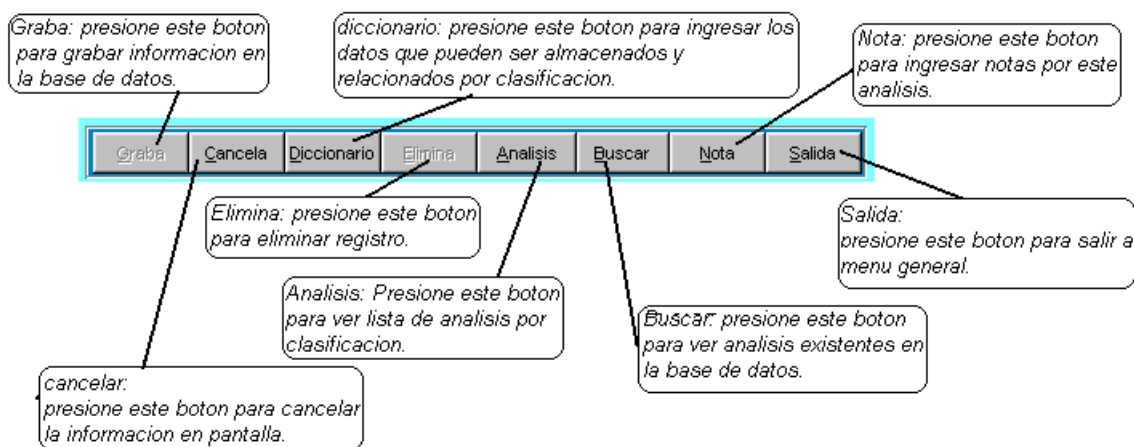 Graba: presione este boton
para grabar informacion en
la base de datos.
diccionario: presione este boton para ingresar los
datos que pueden ser almacenados y
relacionados por clasificacion.
Nota: presione este boton
para ingresar notas por este
analisis.
Graba Cancela Diccionario Elimina Analisis Buscar Nota Salida
Elimina: presione este boton
para eliminar registro.
Salida:
presione este boton para salir a
menu general.
Analisis: Presione este boton
para ver lista de analisis por
clasificacion.
Buscar: presione este boton
para ver analisis existentes en
la base de datos.
cancelar:
presione este boton para cancelar
la informacion en pantalla.